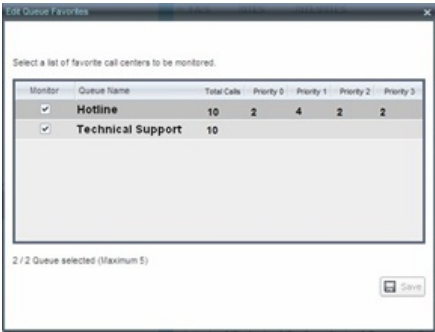 Edit Queue Favorites
Select a list of favorite call centers to be monitored.
Monitor Queue Name Total Calls Priority 0 Priority 1 Priority 2 Priority 3
Hotline 10 2 4 2 2
Technical Support 10
2 / 2 Queue selected (Maximum 5)
Save